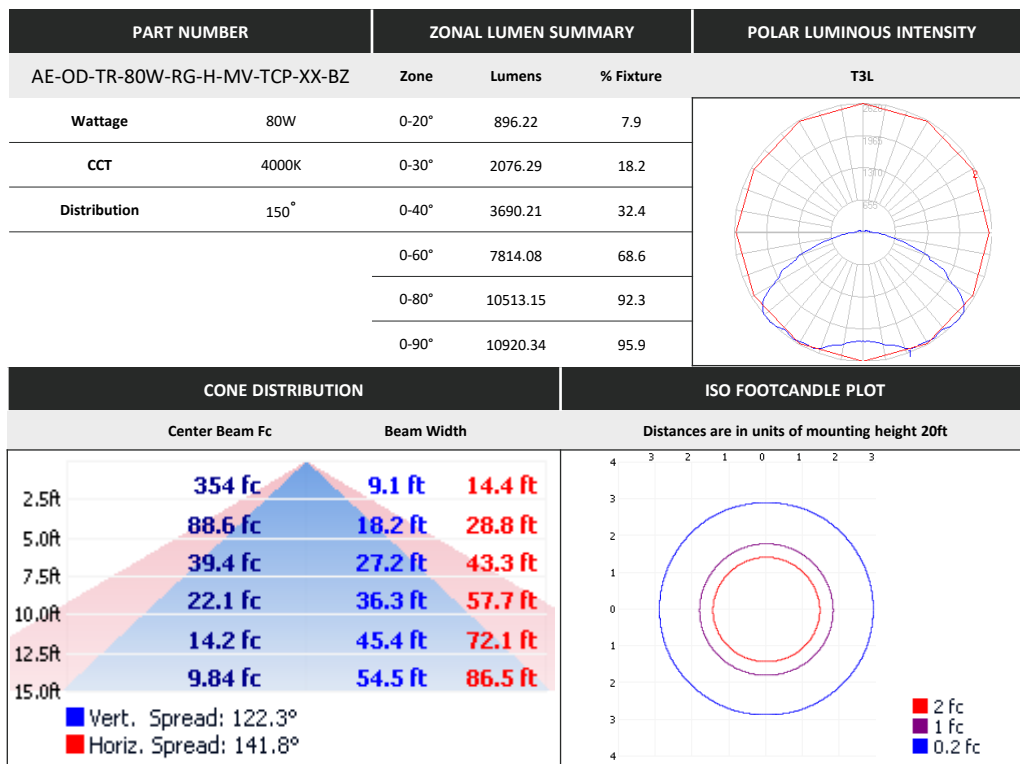 PART NUMBER
ZONAL LUMEN SUMMARY
POLAR LUMINOUS INTENSITY
AE-OD-TR-80W-RG-H-MV-TCP-XX-BZ
Zone Lumens % Fixture
T3L
Wattage 80W
0-20° 896.22 7.9
CCT 4000K
0-30° 2076.29 18.2
Distribution 150°
0-40° 3690.21 32.4
0-60° 7814.08 68.6
0-80° 10513.15 92.3
0-90° 10920.34 95.9
2620
1965
1310
655
2
1
CONE DISTRIBUTION
ISO FOOTCANDLE PLOT
Center Beam Fc Beam Width
Distances are in units of mounting height 20ft
2.5ft 354 fc 9.1 ft 14.4 ft
5.0ft 88.6 fc 18.2 ft 28.8 ft
7.5ft 39.4 fc 27.2 ft 43.3 ft
10.0ft 22.1 fc 36.3 ft 57.7 ft
12.5ft 14.2 fc 45.4 ft 72.1 ft
15.0ft 9.84 fc 54.5 ft 86.5 ft
Vert. Spread: 122.3°
Horiz. Spread: 141.8°
3 2 1 0 1 2 3
4
3
2
1
0
1
2
3
4
2 fc
1 fc
0.2 fc